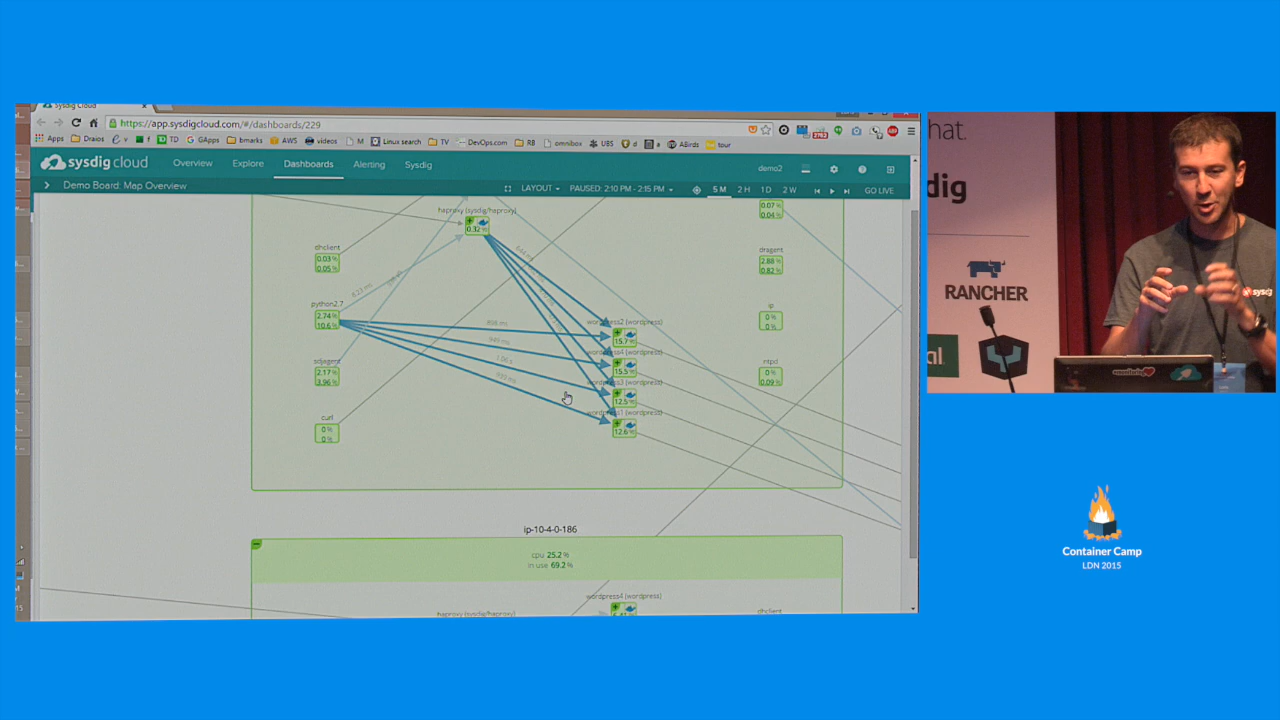 Sysdig Cloud
https://app.sysdigcloud.com/#/dashboards/229
Apps Draios TD GApps bmarks AWS videos M Linux search TV DevOps.com RB omnibox UBS d a ABirds tour
sysdig cloud Overview Explore Dashboards Alerting Sysdig demo2
Demo Board: Map Overview LAYOUT PAUSED: 2:10 PM - 2:15 PM 5 M 2 H 1 D 2 W GO LIVE
haproxy (sysdig/haproxy)
0.32 %
0.07 %
0.04 %
dhclient
0.03 %
0.05 %
dragent
2.88 %
0.82 %
python2.7
2.74 %
10.6 %
ip
0 %
0 %
wordpress2 (wordpress)
15.7 %
wordpress4 (wordpress)
15.5 %
sdjagent
2.17 %
3.96 %
ntpd
0 %
0.09 %
wordpress3 (wordpress)
12.5 %
wordpress1 (wordpress)
12.6 %
curl
0 %
0 %
ip-10-4-0-186
cpu 25.2 %
in use 69.2 %
wordpress4 (wordpress)
haproxy (sysdig/haproxy)
dhclient
hat.
dig
RANCHER
al
sysdig
Container Camp
LDN 2015